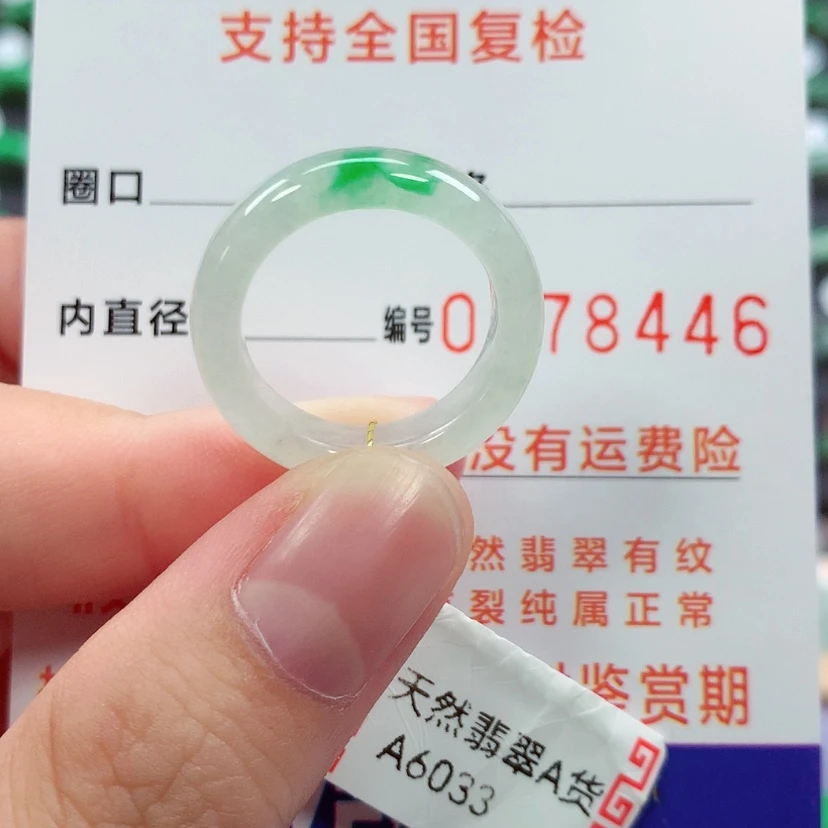 支持全国复检
圈口
内直径 编号0 78446
没有运费险
然翡翠有纹
裂纯属正常
鉴赏期
天然翡翠A货
A6033